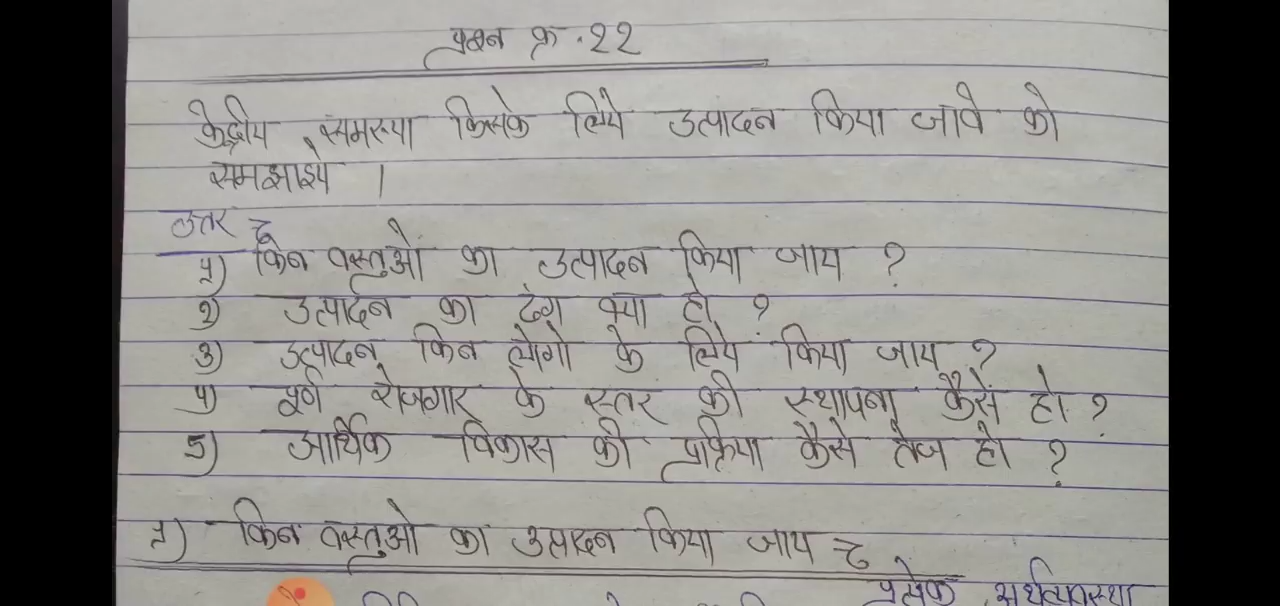 प्रश्न क्र. 22
केंद्रीय समस्या किसके लिये उत्पादन किया जावे को
समझाइये ।
उत्तर
1) किन वस्तुओं का उत्पादन किया जाय ?
2) उत्पादन का ढंग क्या हो ?
3) उत्पादन किन लोगो के लिये किया जाय ?
4) पूर्ण रोजगार के स्तर की स्थापना कैसे हो ?
5) आर्थिक विकास की प्रक्रिया कैसे तेज हो ?
1) किन वस्तुओ का उत्पादन किया जाय
प्रत्येक अर्थव्यवस्था